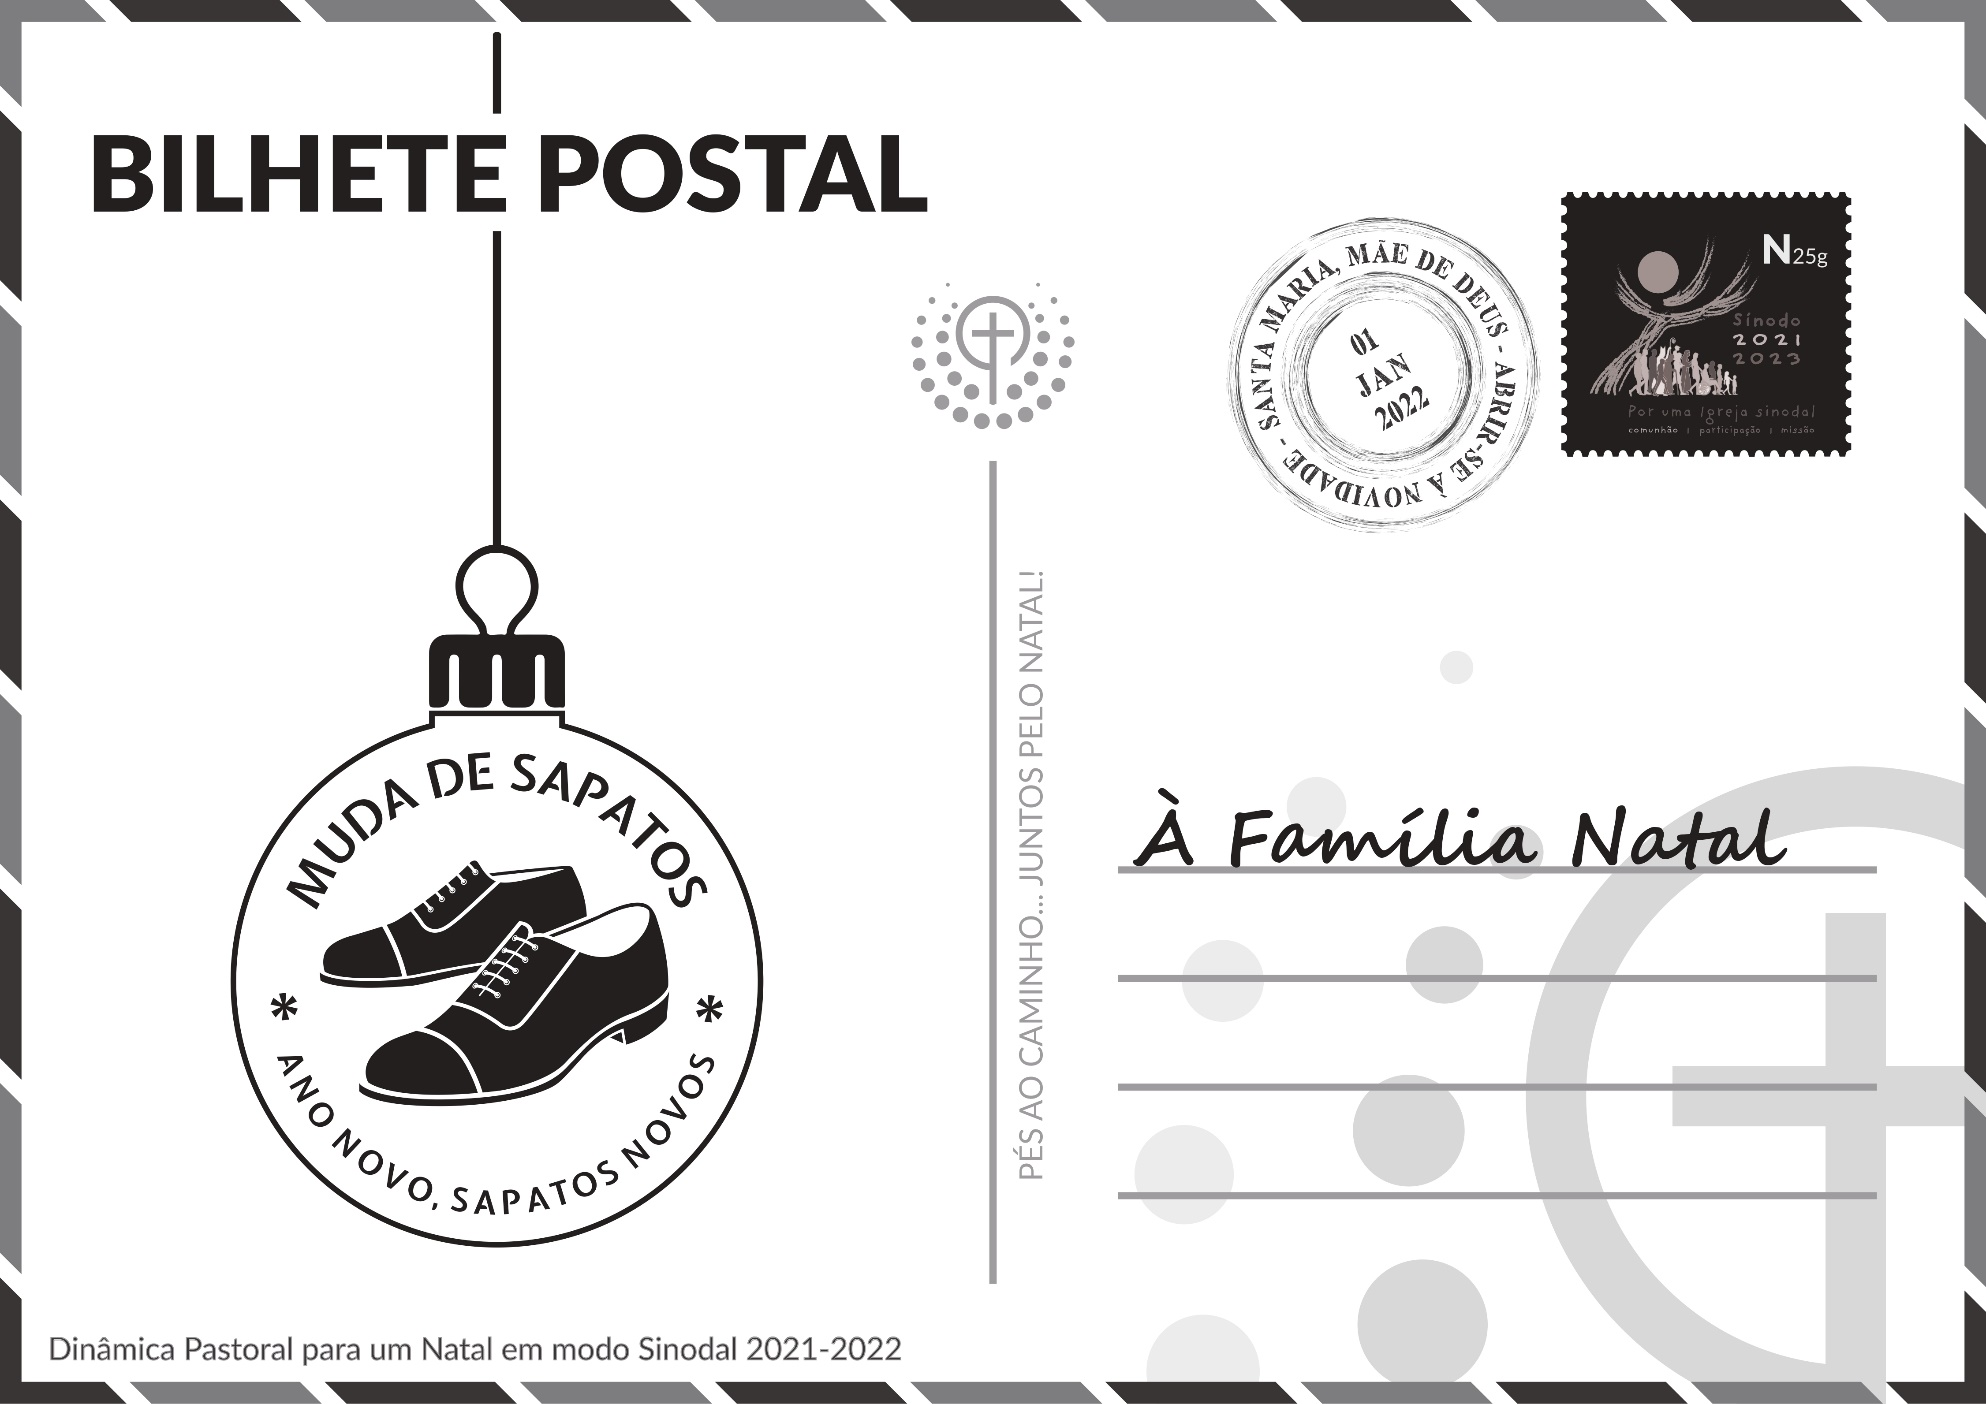 BILHETE POSTAL
MUDA DE SAPATOS
* *
ANO NOVO, SAPATOS NOVOS
Dinâmica Pastoral para um Natal em modo Sinodal 2021-2022
PÉS AO CAMINHO... JUNTOS PELO NATAL!
SANTA MARIA, MÃE DE DEUS - ABRIR-SE À NOVIDADE -
01
JAN
2022
N25g
Sínodo
2021
2023
Por uma Igreja sinodal
comunhão | participação | missão
À Família Natal